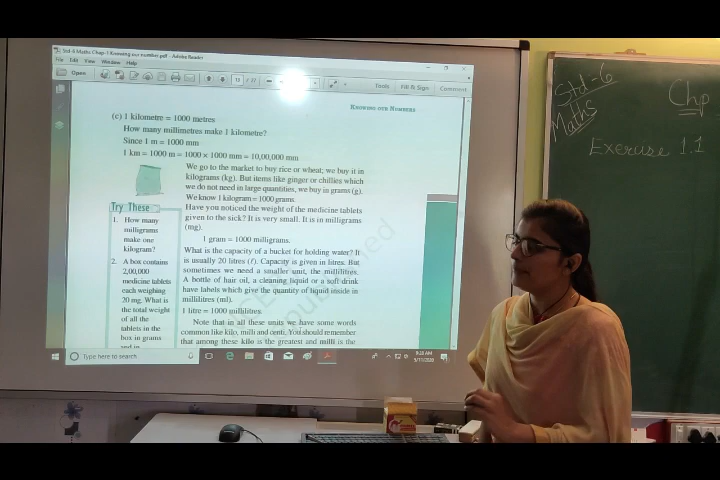 Std-6 Maths Chap-1 Knowing our number.pdf - Adobe Reader
File Edit View Window Help
Open
/ 27
Tools Fill & Sign Comment
KNOWING OUR NUMBERS
(c) 1 kilometre = 1000 metres
How many millimetres make 1 kilometre?
Since 1 m = 1000 mm
1 km = 1000 m = 1000 × 1000 mm = 10,00,000 mm
We go to the market to buy rice or wheat; we buy it in
kilograms (kg). But items like ginger or chillies which
we do not need in large quantities, we buy in grams (g).
We know 1 kilogram = 1000 grams.
Have you noticed the weight of the medicine tablets
given to the sick? It is very small. It is in milligrams
(mg).
1 gram = 1000 milligrams.
What is the capacity of a bucket for holding water? It
is usually 20 litres (ℓ). Capacity is given in litres. But
sometimes we need a smaller unit, the millilitres.
A bottle of hair oil, a cleaning liquid or a soft drink
have labels which give the quantity of liquid inside in
millilitres (ml).
1 litre = 1000 millilitres.
Note that in all these units we have some words
common like kilo, milli and centi. You should remember
that among these kilo is the greatest and milli is the
Try These
1. How many
milligrams
make one
kilogram?
2. A box contains
2,00,000
medicine tablets
each weighing
20 mg. What is
the total weight
of all the
tablets in the
box in grams
and in
Type here to search
Std-6
Maths
Chp
Exercise 1.1